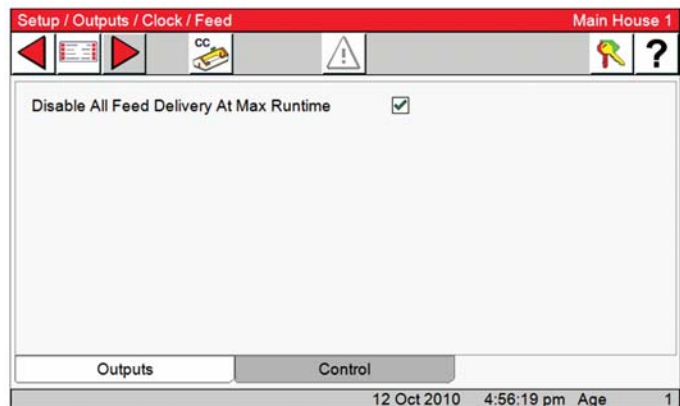 Setup / Outputs / Clock / Feed Main House 1
CC
?
Disable All Feed Delivery At Max Runtime
Outputs Control
12 Oct 2010 4:56:19 pm Age 1